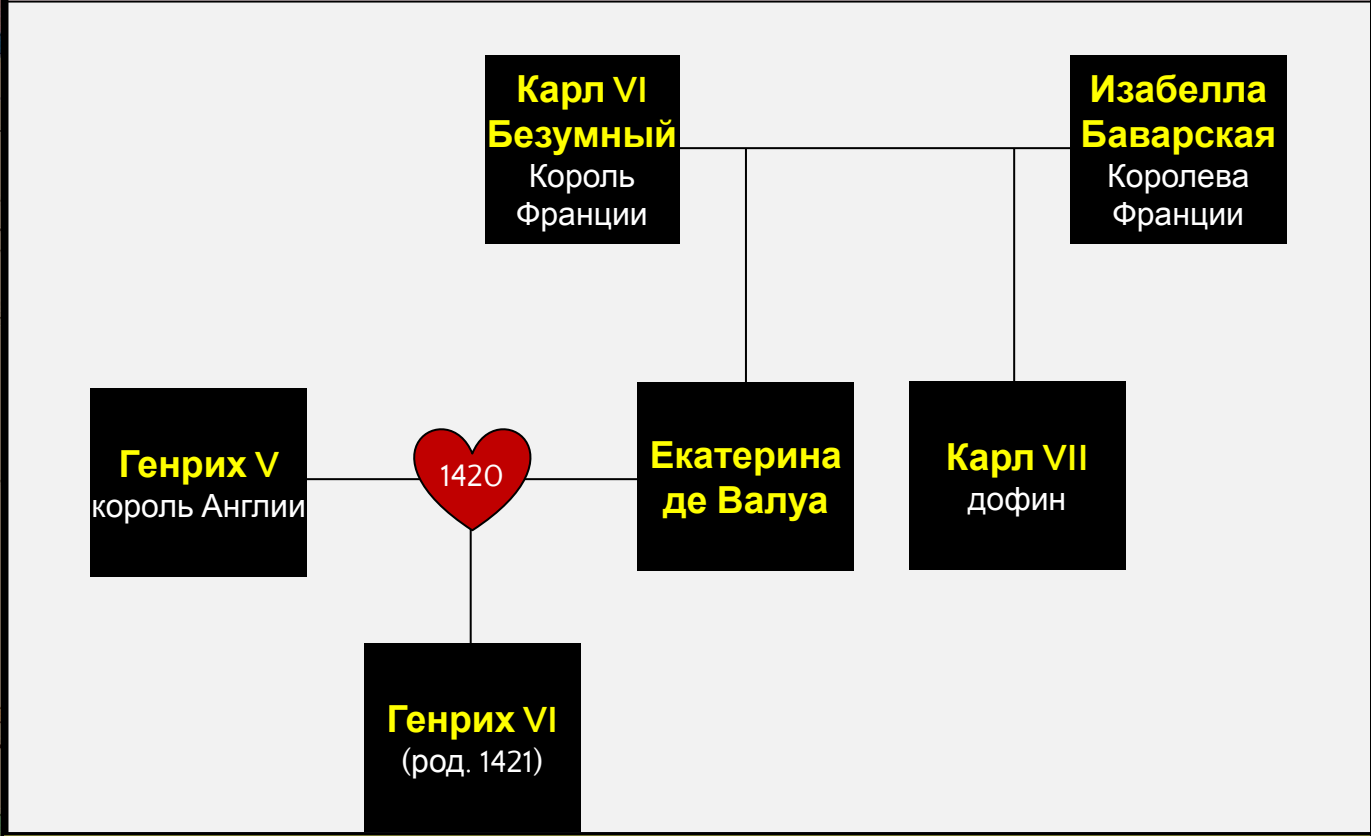 Карл VI
Безумный
Король
Франции
Изабелла
Баварская
Королева
Франции
Генрих V
король Англии
1420
Екатерина
де Валуа
Карл VII
дофин
Генрих VI
(род. 1421)